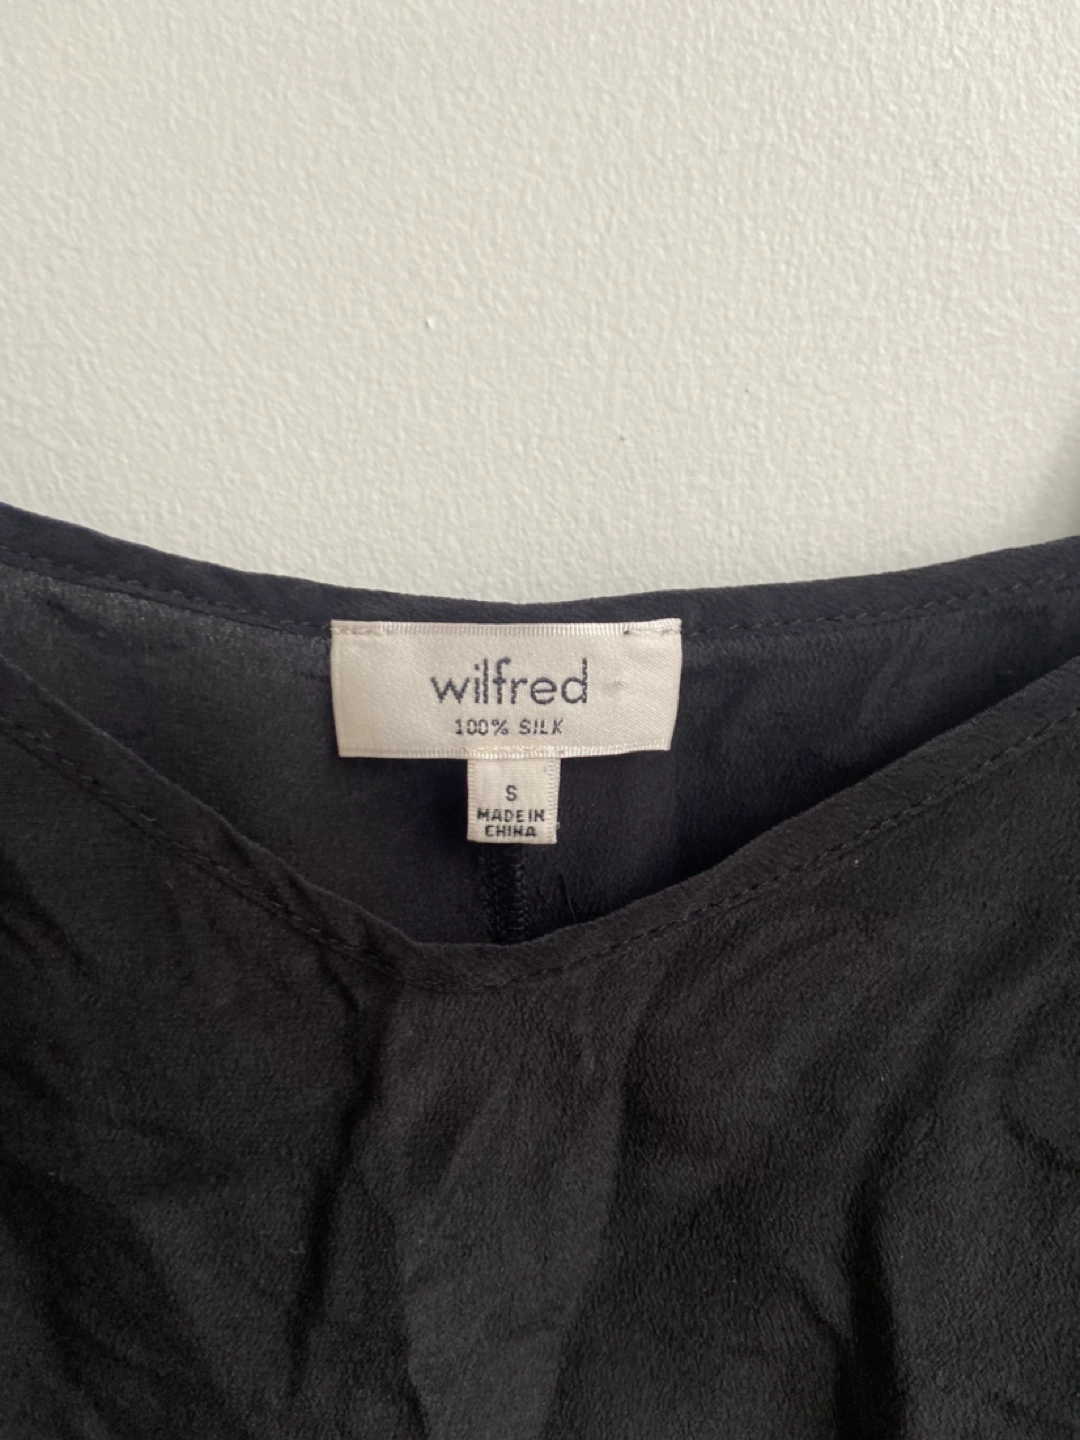 wilfred
100% SILK
S
MADE IN
CHINA